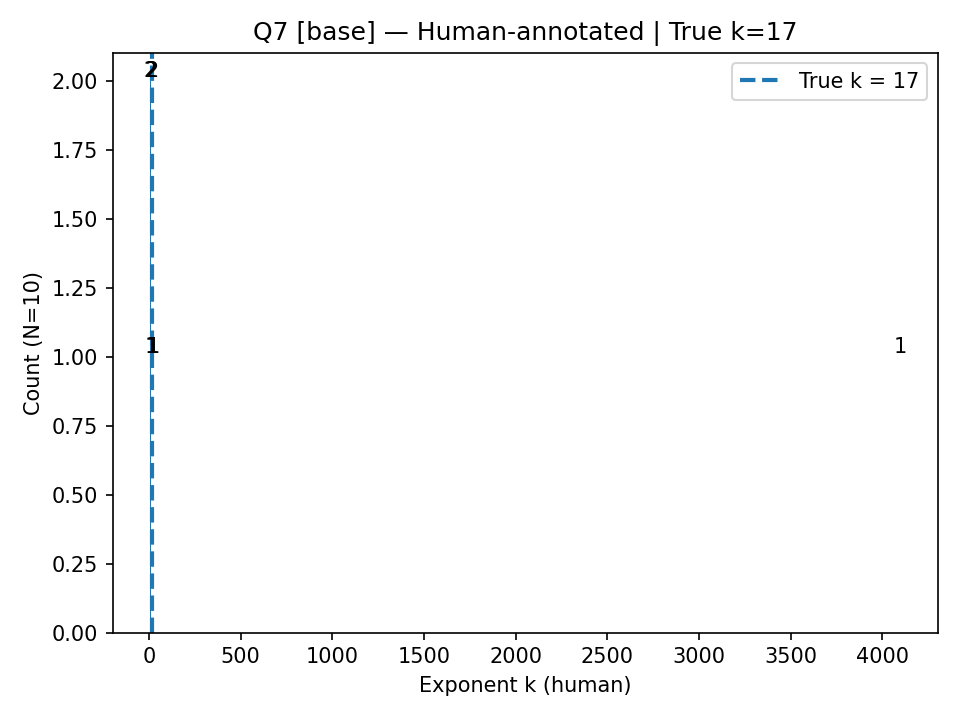 Q7 [base] — Human-annotated | True k=17
True k = 17
2
1
1
Count (N=10)
2.00
1.75
1.50
1.25
1.00
0.75
0.50
0.25
0.00
0 500 1000 1500 2000 2500 3000 3500 4000
Exponent k (human)